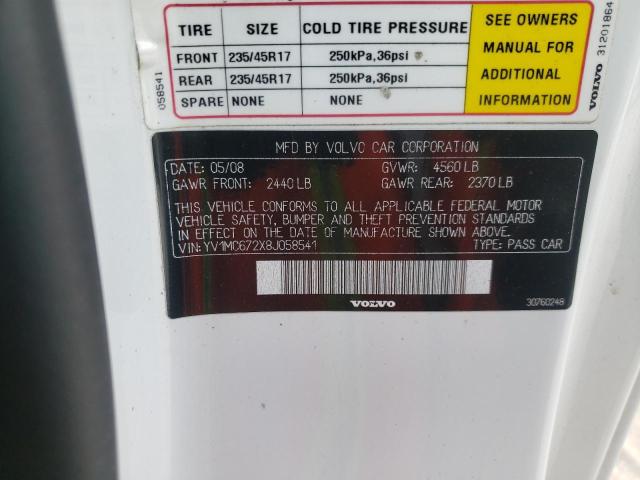 TIRE SIZE COLD TIRE PRESSURE
FRONT 235/45R17 250kPa,36psi
REAR 235/45R17 250kPa,36psi
SPARE NONE NONE
SEE OWNERS
MANUAL FOR
ADDITIONAL
INFORMATION
058541
VOLVO 31201864
MFD BY VOLVO CAR CORPORATION
DATE: 05/08 GVWR: 4560 LB
GAWR FRONT: 2440 LB GAWR REAR: 2370 LB
THIS VEHICLE CONFORMS TO ALL APPLICABLE FEDERAL MOTOR
VEHICLE SAFETY, BUMPER AND THEFT PREVENTION STANDARDS
IN EFFECT ON THE DATE OF MANUFACTURE SHOWN ABOVE.
VIN: YV1MC672X8J058541 TYPE: PASS CAR
VOLVO 30760248